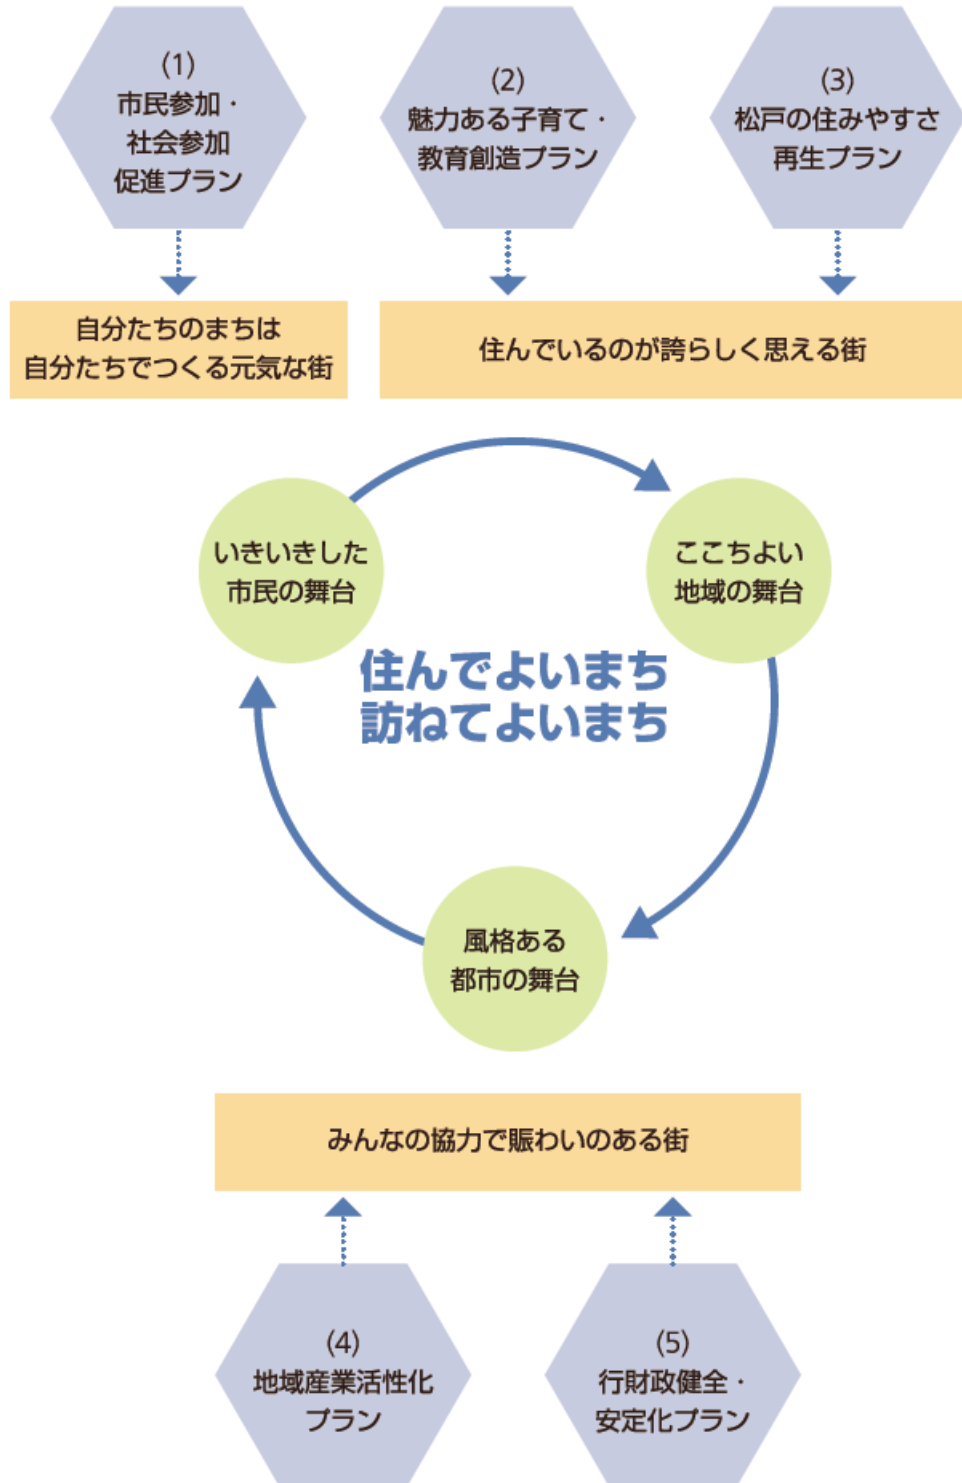 (1)
市民参加・
社会参加
促進プラン
(2)
魅力ある子育て・
教育創造プラン
(3)
松戸の住みやすさ
再生プラン
自分たちのまちは
自分たちでつくる元気な街
住んでいるのが誇らしく思える街
いきいきした
市民の舞台
ここちよい
地域の舞台
住んでよいまち
訪ねてよいまち
風格ある
都市の舞台
みんなの協力で賑わいのある街
(4)
地域産業活性化
プラン
(5)
行財政健全・
安定化プラン